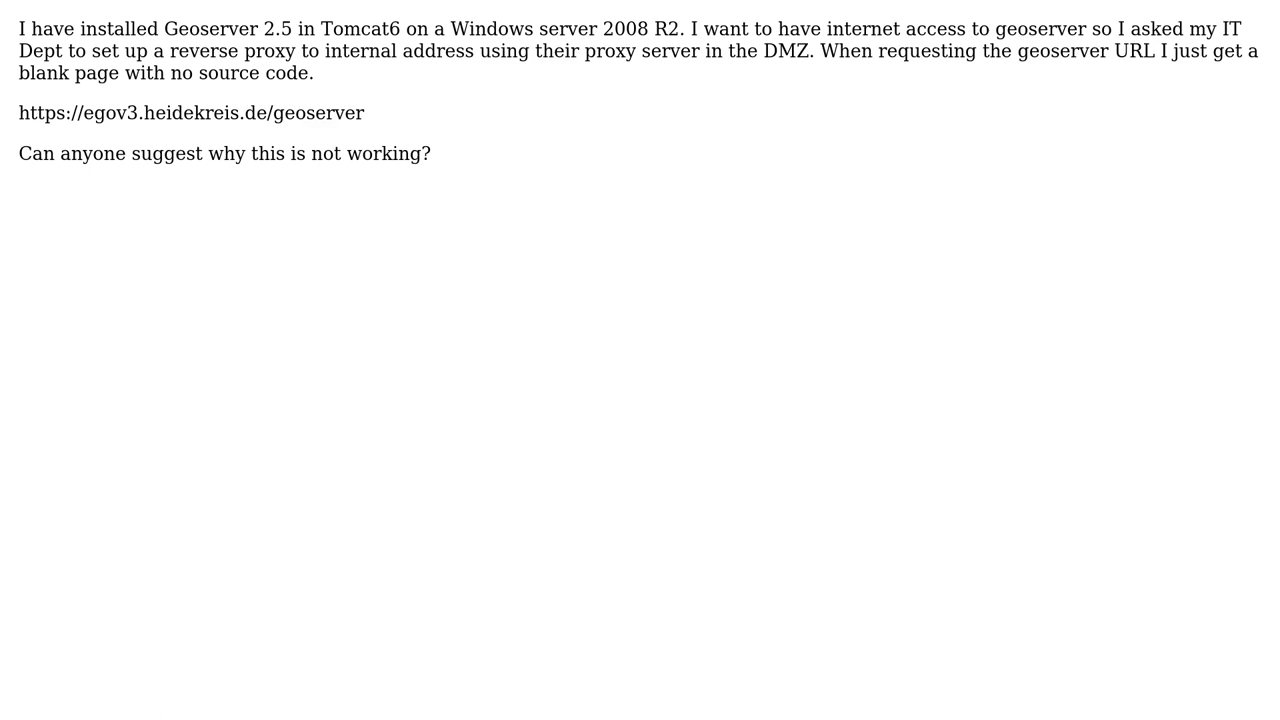 I have installed Geoserver 2.5 in Tomcat6 on a Windows server 2008 R2. I want to have internet access to geoserver so I asked my IT
Dept to set up a reverse proxy to internal address using their proxy server in the DMZ. When requesting the geoserver URL I just get a
blank page with no source code.
https://egov3.heidekreis.de/geoserver
Can anyone suggest why this is not working?